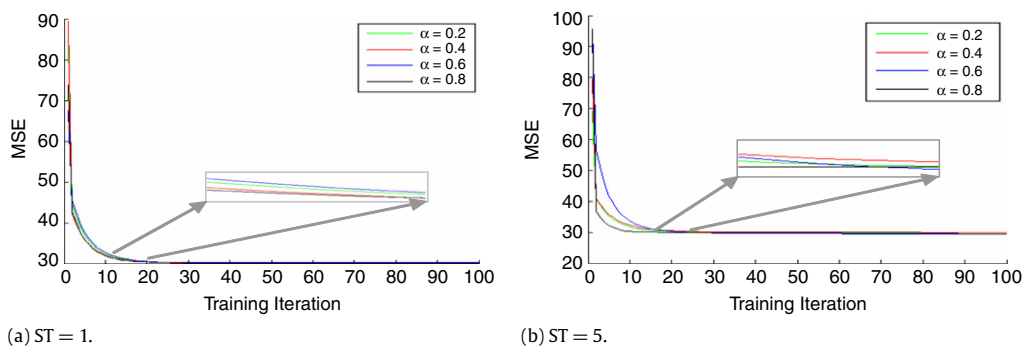 90
80
70
60
50
40
30
MSE
0 10 20 30 40 50 60 70 80 90 100
Training Iteration
α = 0.2
α = 0.4
α = 0.6
α = 0.8
(a) ST = 1.
100
90
80
70
60
50
40
30
20
MSE
0 10 20 30 40 50 60 70 80 90 100
Training Iteration
α = 0.2
α = 0.4
α = 0.6
α = 0.8
(b) ST = 5.